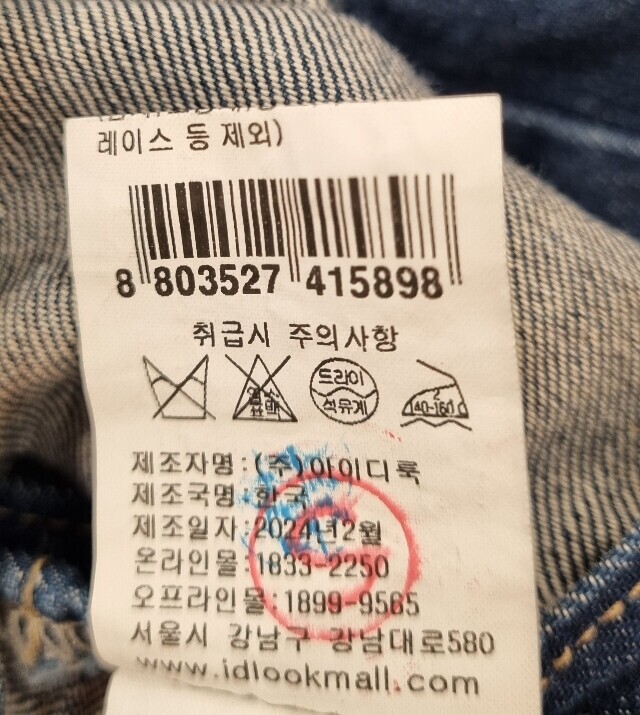 레이스 등 제외)
8 803527 415898
취급시 주의사항
드라이
석유계
2
140-160
제조자명:(주)아이디룩
제조국명:한국
제조일자:2024년2월
온라인몰:1833-2250
오프라인몰:1899-9565
서울시 강남구 강남대로580
www.idlookmall.com